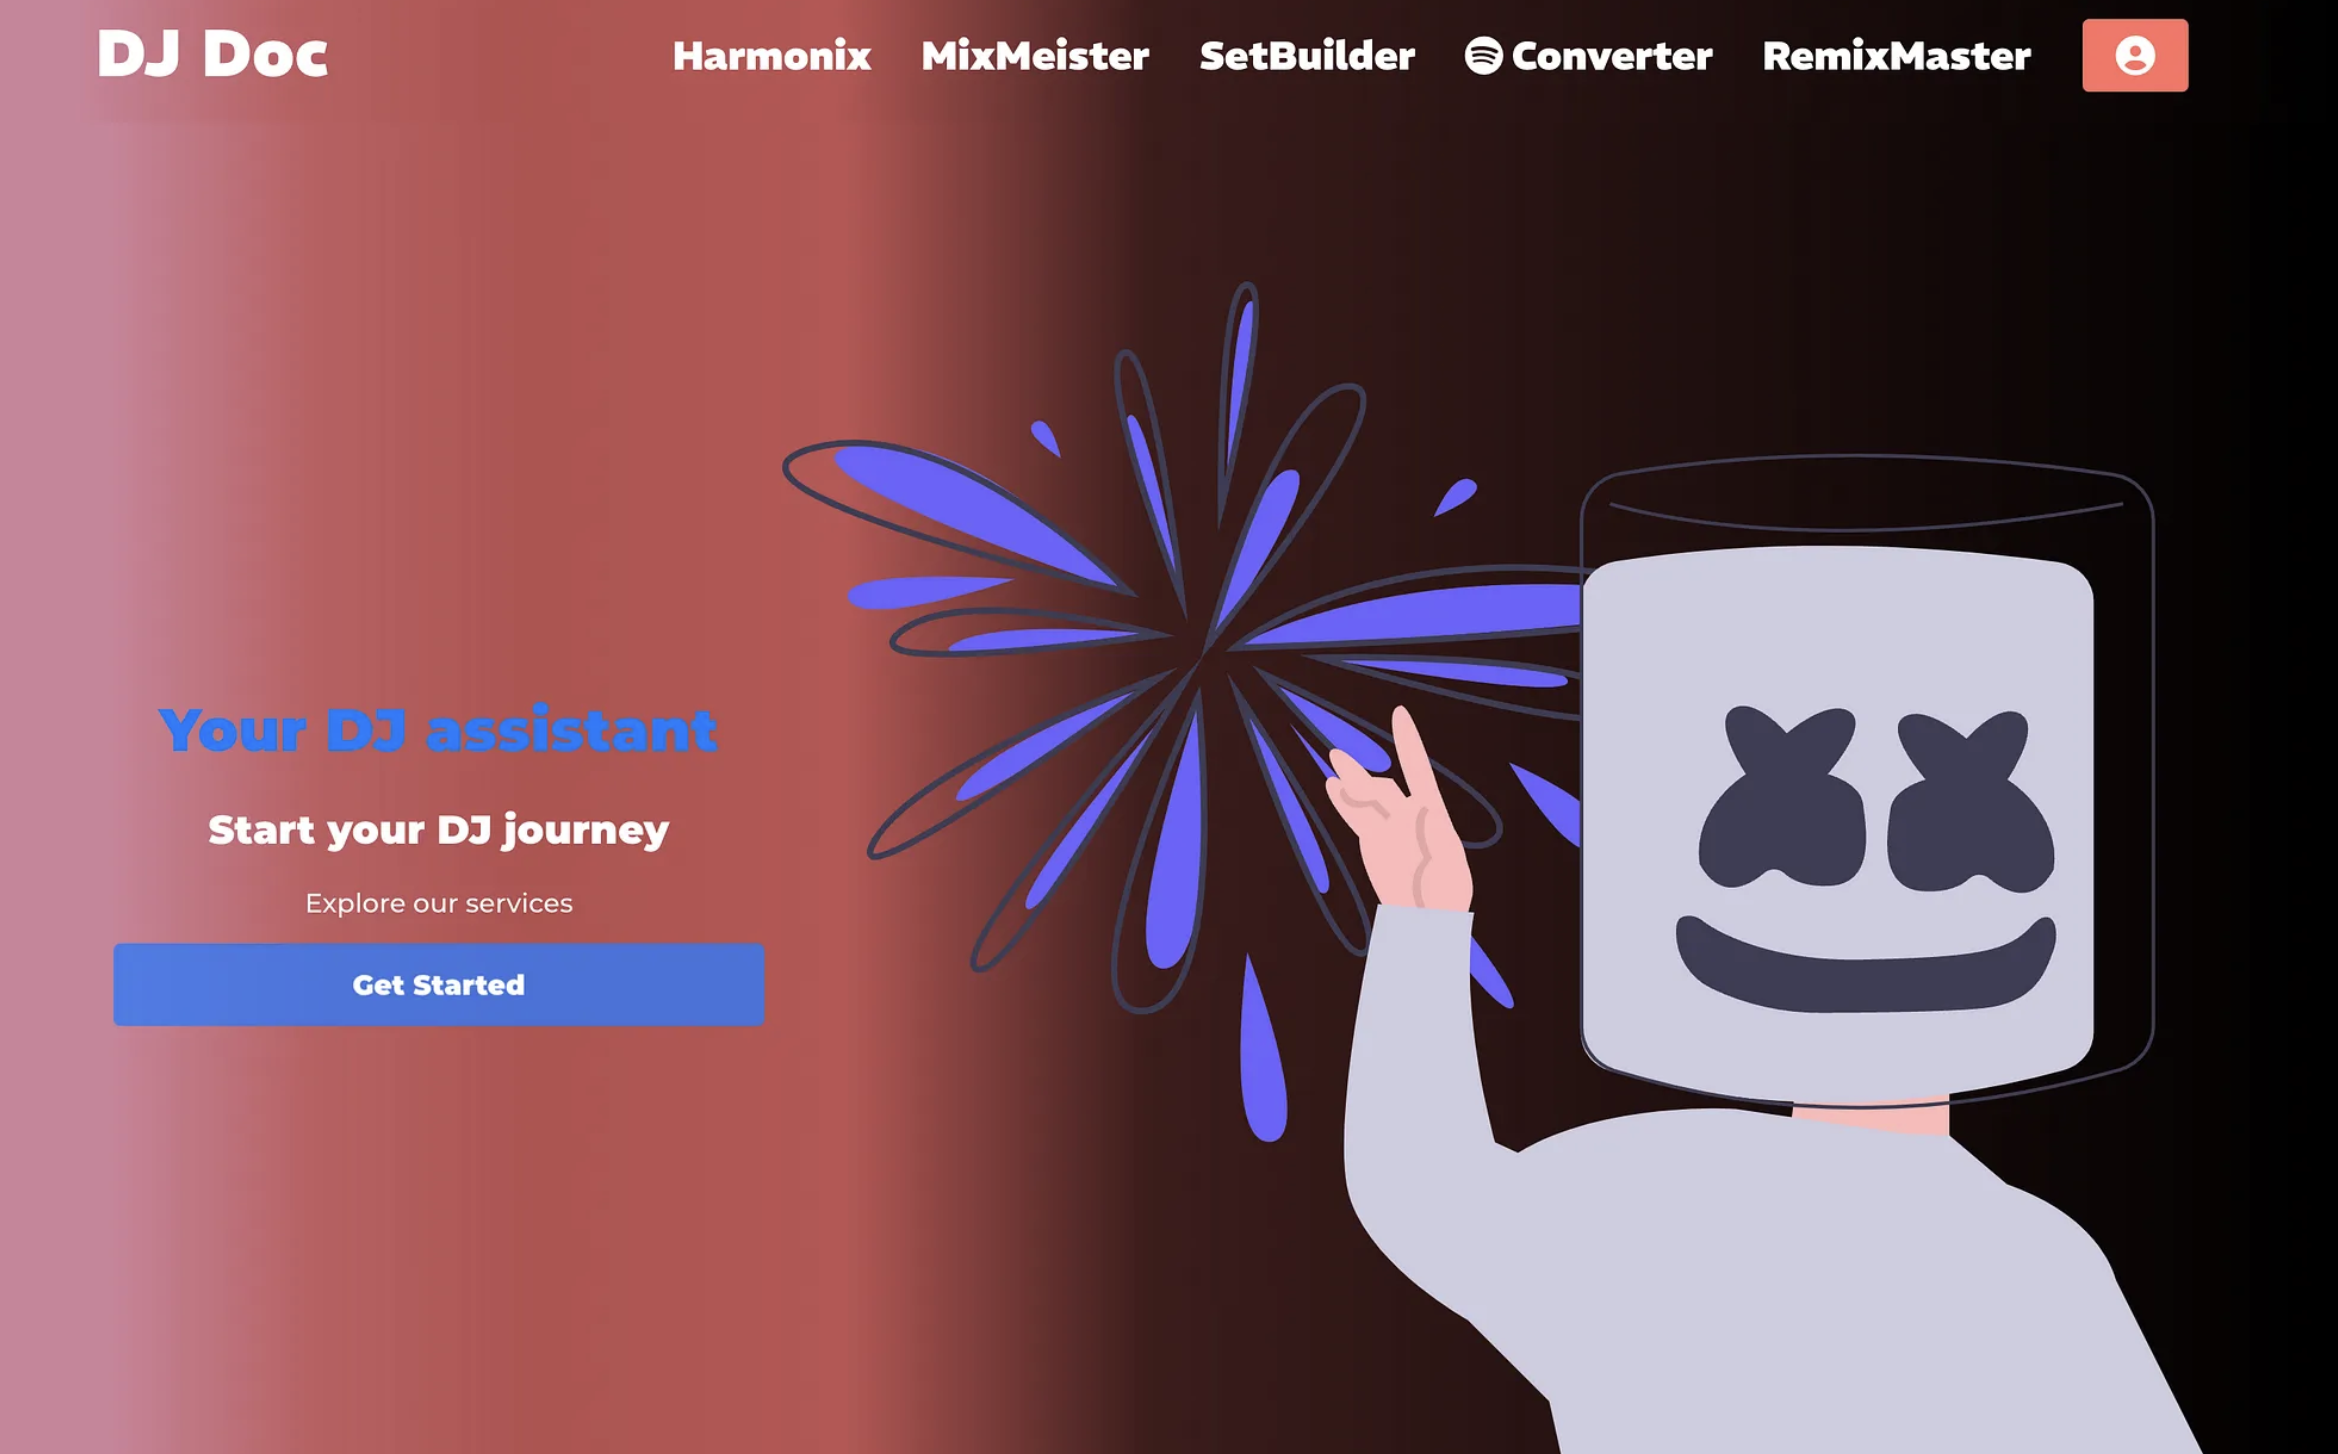 DJ Doc
Harmonix MixMeister SetBuilder Converter RemixMaster
Your DJ assistant
Start your DJ journey
Explore our services
Get Started